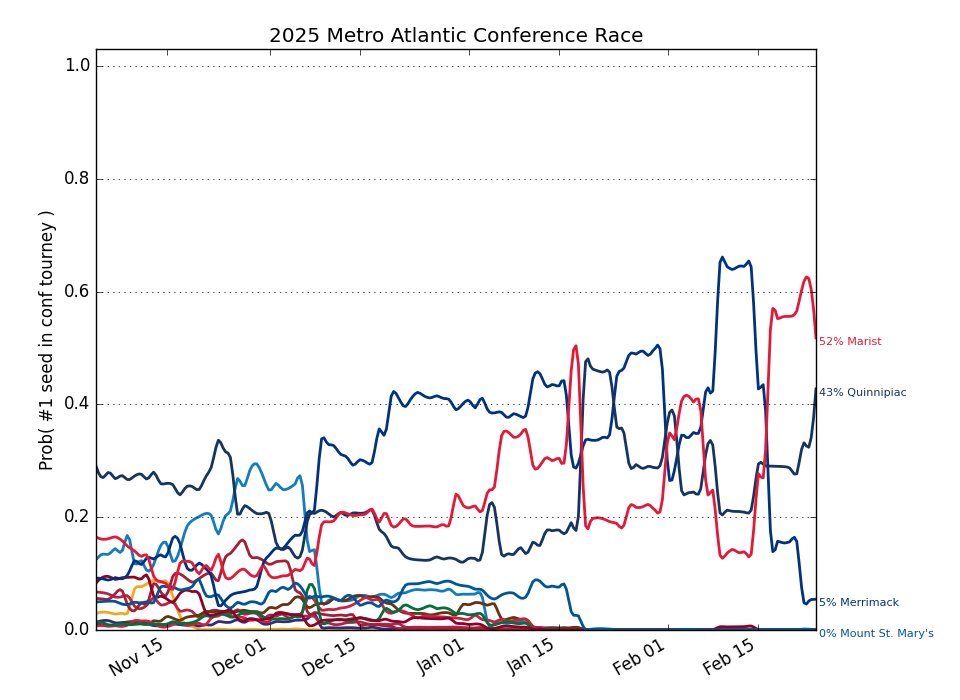 2025 Metro Atlantic Conference Race
Prob( #1 seed in conf tourney )
1.0
0.8
0.6
0.4
0.2
0.0
52% Marist
43% Quinnipiac
5% Merrimack
0% Mount St. Mary's
Nov 15
Dec 01
Dec 15
Jan 01
Jan 15
Feb 01
Feb 15